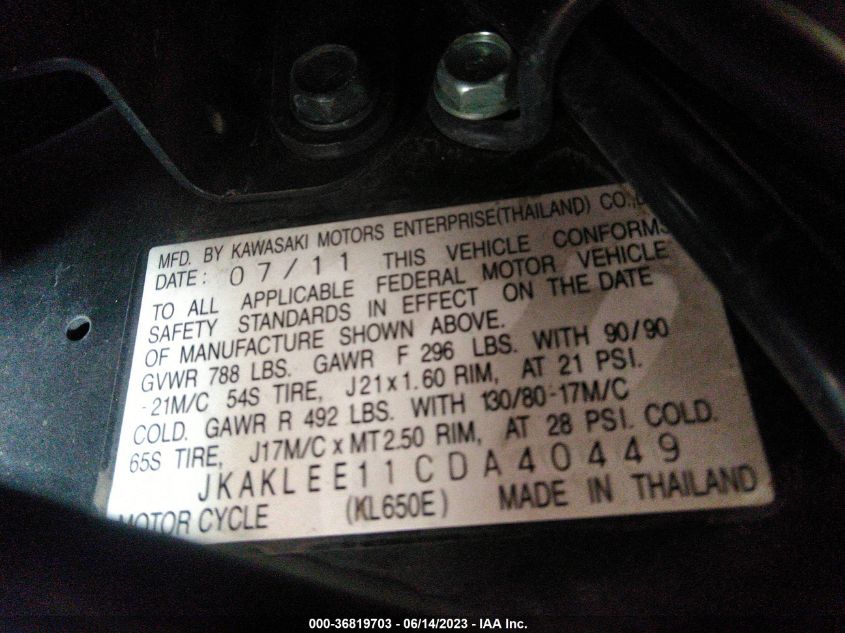 MFD. BY KAWASAKI MOTORS ENTERPRISE(THAILAND) CO.,
DATE: 07/11 THIS VEHICLE CONFORMS
TO ALL APPLICABLE FEDERAL MOTOR VEHICLE
SAFETY STANDARDS IN EFFECT ON THE DATE
OF MANUFACTURE SHOWN ABOVE.
GVWR 788 LBS. GAWR F 296 LBS. WITH 90/90
-21M/C 54S TIRE, J21x1.60 RIM, AT 21 PSI.
COLD. GAWR R 492 LBS. WITH 130/80-17M/C
65S TIRE, J17M/C x MT2.50 RIM, AT 28 PSI. COLD.
JKAKLEE11CDA40449
MOTOR CYCLE (KL650E) MADE IN THAILAND
000-36819703 - 06/14/2023 - IAA Inc.